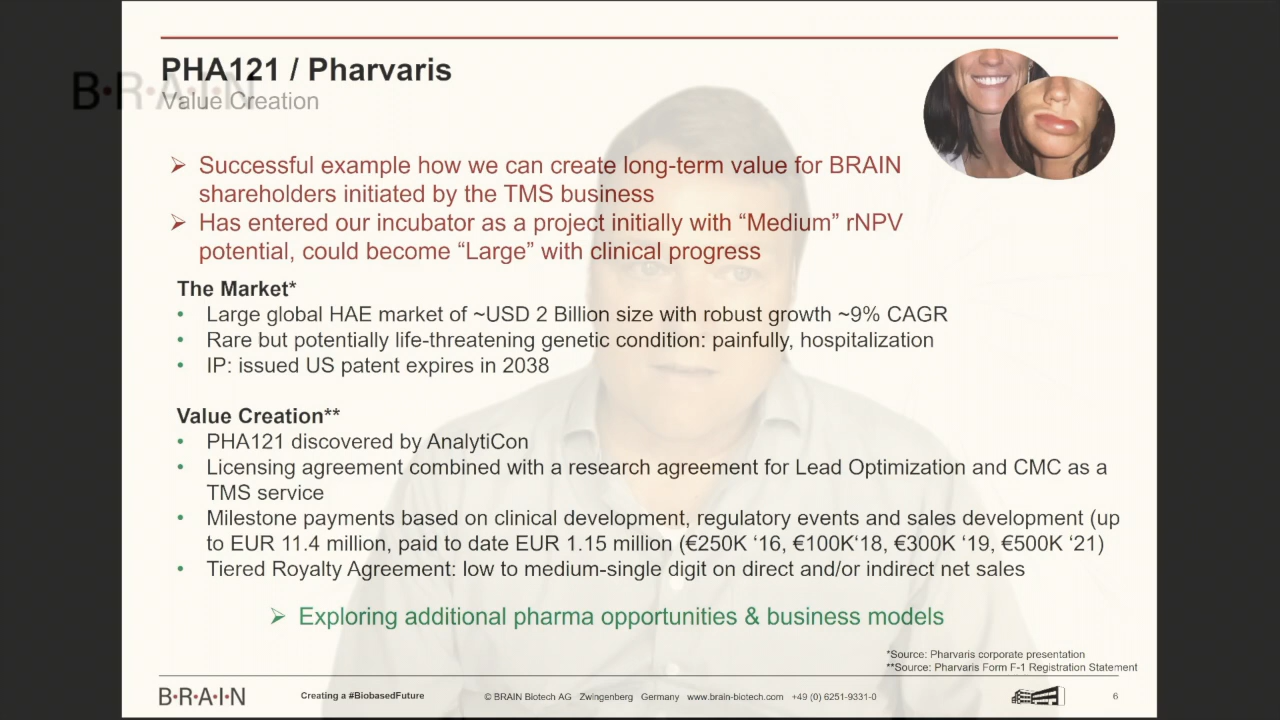 PHA121 / Pharvaris
B·R·A·I·N
Value Creation
➢ Successful example how we can create long-term value for BRAIN
shareholders initiated by the TMS business
➢ Has entered our incubator as a project initially with “Medium” rNPV
potential, could become “Large” with clinical progress
The Market*
• Large global HAE market of ~USD 2 Billion size with robust growth ~9% CAGR
• Rare but potentially life-threatening genetic condition: painfully, hospitalization
• IP: issued US patent expires in 2038
Value Creation**
• PHA121 discovered by AnalytiCon
• Licensing agreement combined with a research agreement for Lead Optimization and CMC as a
TMS service
• Milestone payments based on clinical development, regulatory events and sales development (up
to EUR 11.4 million, paid to date EUR 1.15 million (€250K ‘16, €100K‘18, €300K ‘19, €500K ‘21)
• Tiered Royalty Agreement: low to medium-single digit on direct and/or indirect net sales
➢ Exploring additional pharma opportunities & business models
*Source: Pharvaris corporate presentation
**Source: Pharvaris Form F-1 Registration Statement
B·R·A·I·N Creating a #BiobasedFuture © BRAIN Biotech AG Zwingenberg Germany www.brain-biotech.com +49 (0) 6251-9331-0 6